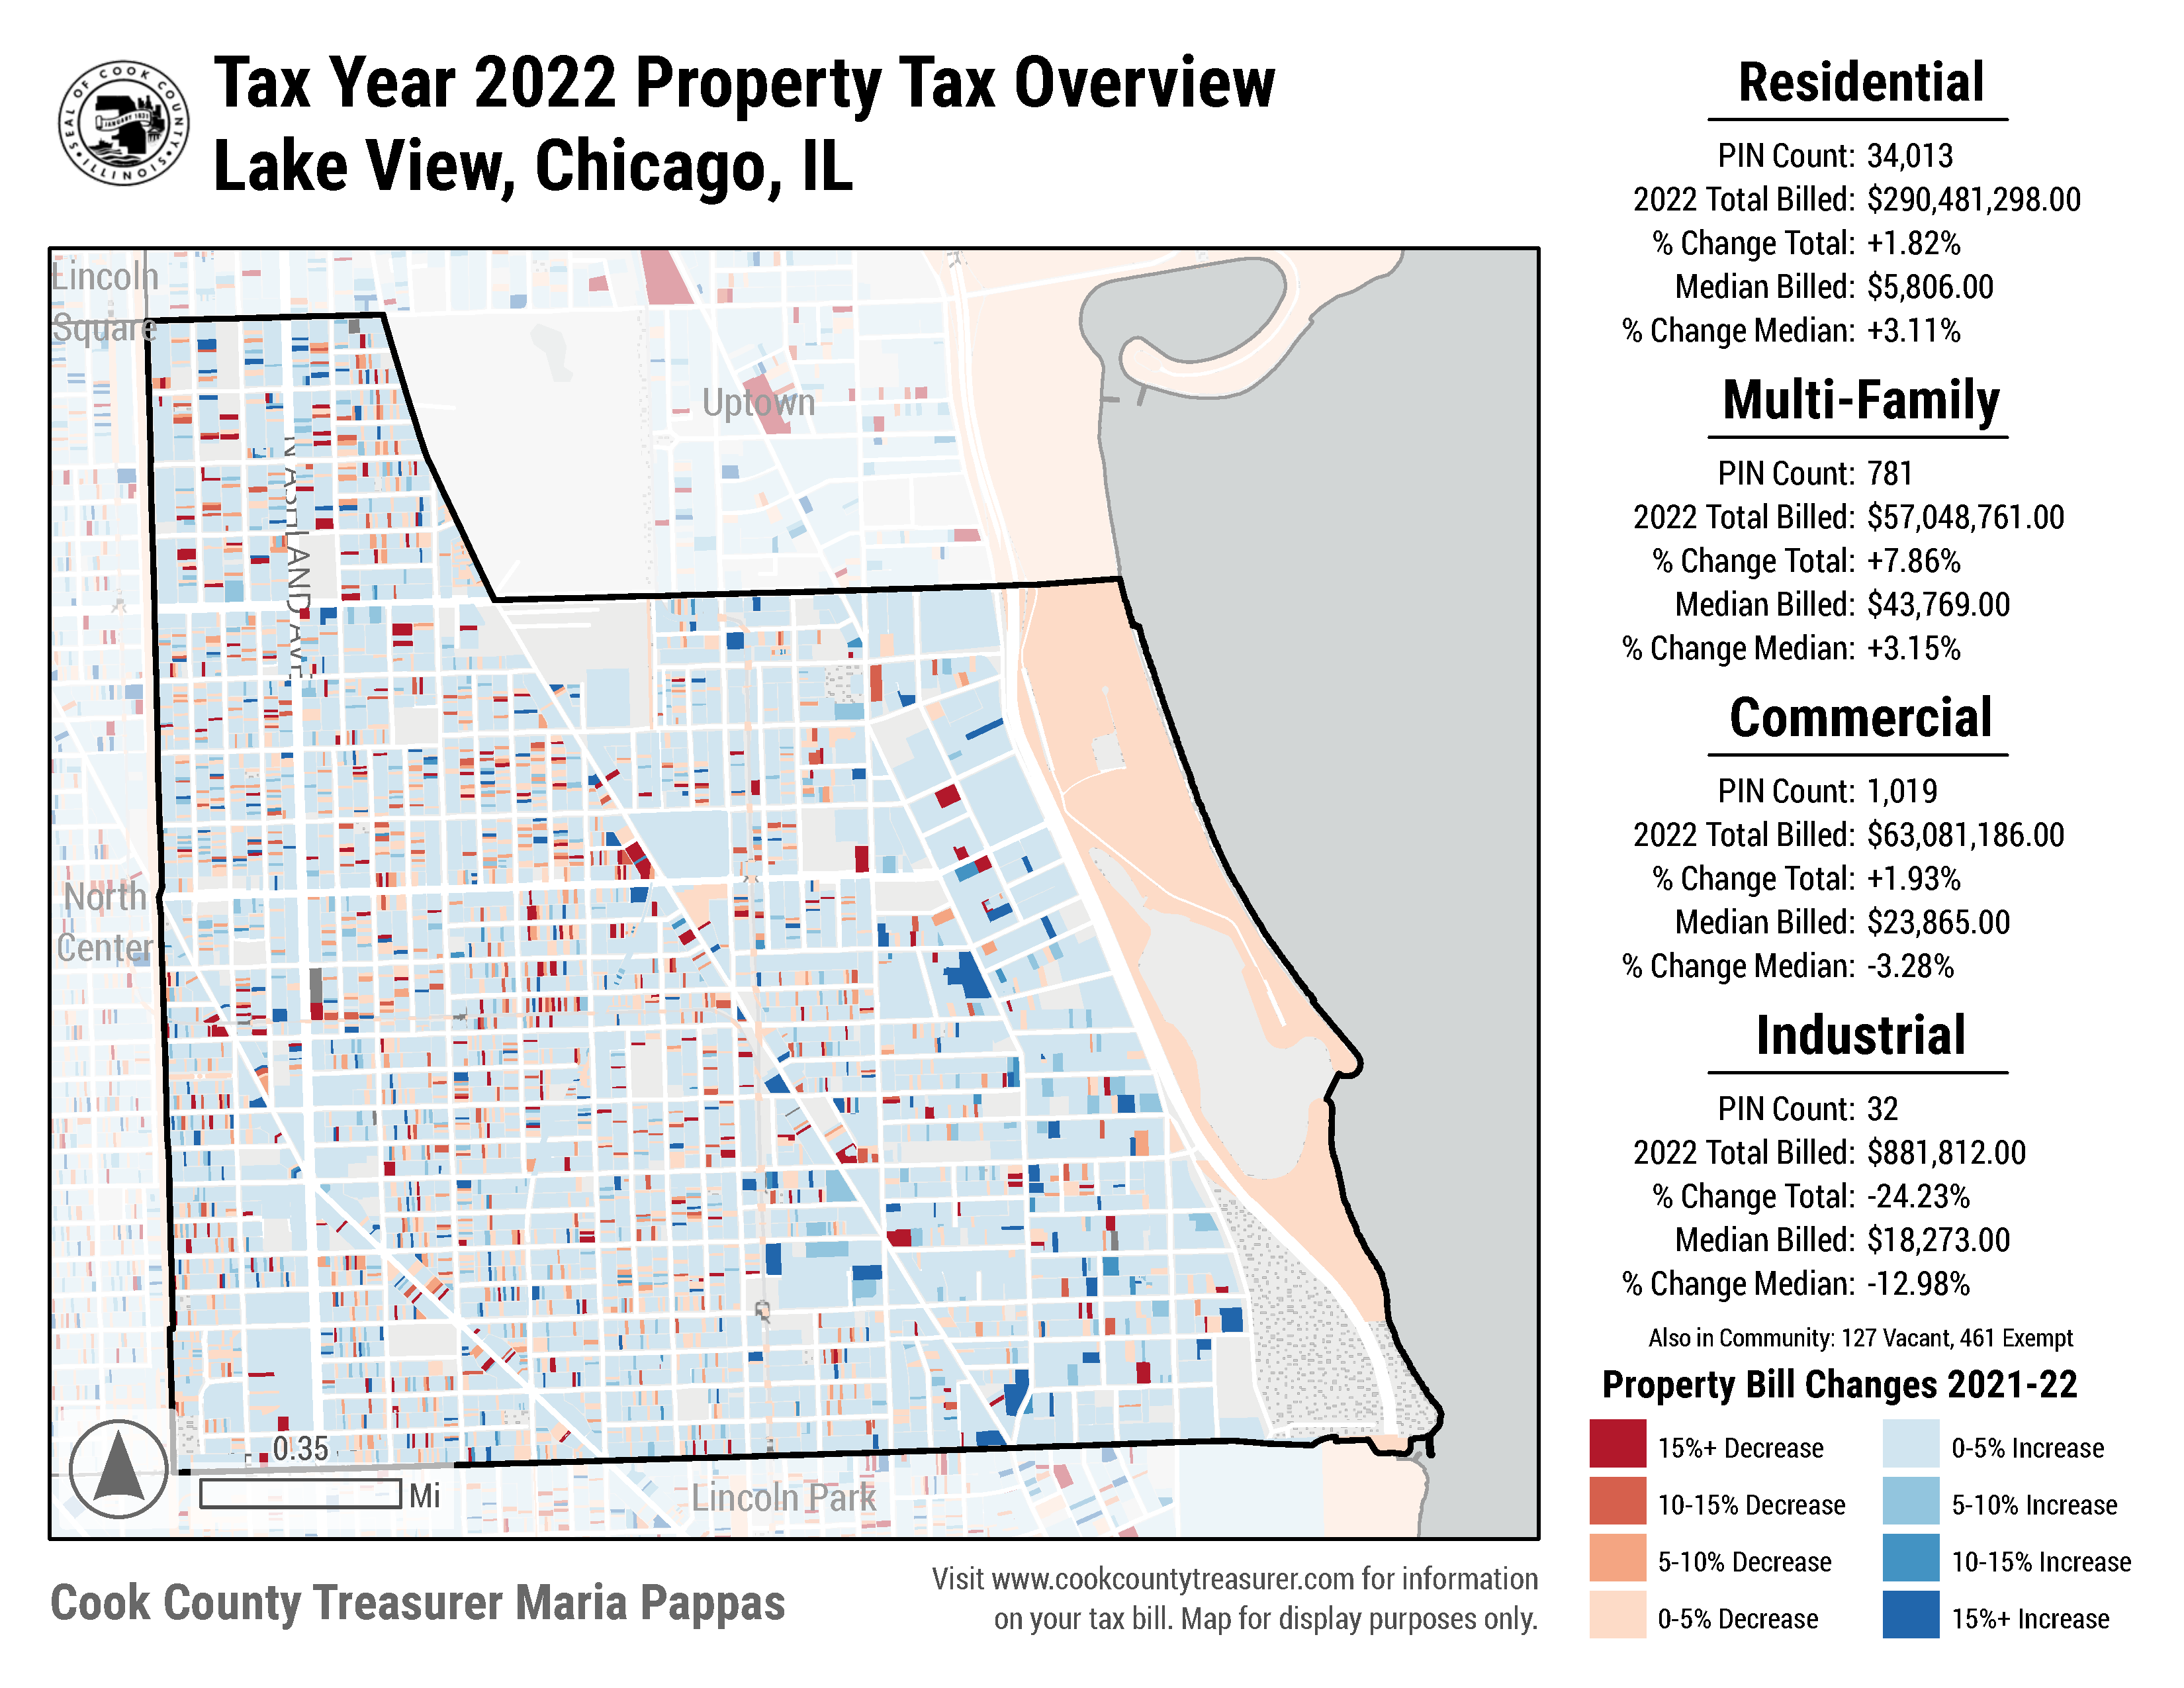 SEAL OF COOK COUNTY ILLINOIS
JANUARY 1831
Tax Year 2022 Property Tax Overview
Lake View, Chicago, IL
Lincoln
Square
Uptown
N ASHLAND AVE
North
Center
Lincoln Park
0.35
Mi
Cook County Treasurer Maria Pappas
Visit www.cookcountytreasurer.com for information
on your tax bill. Map for display purposes only.
Residential
PIN Count: 34,013
2022 Total Billed: $290,481,298.00
% Change Total: +1.82%
Median Billed: $5,806.00
% Change Median: +3.11%
Multi-Family
PIN Count: 781
2022 Total Billed: $57,048,761.00
% Change Total: +7.86%
Median Billed: $43,769.00
% Change Median: +3.15%
Commercial
PIN Count: 1,019
2022 Total Billed: $63,081,186.00
% Change Total: +1.93%
Median Billed: $23,865.00
% Change Median: -3.28%
Industrial
PIN Count: 32
2022 Total Billed: $881,812.00
% Change Total: -24.23%
Median Billed: $18,273.00
% Change Median: -12.98%
Also in Community: 127 Vacant, 461 Exempt
Property Bill Changes 2021-22
15%+ Decrease
10-15% Decrease
5-10% Decrease
0-5% Decrease
0-5% Increase
5-10% Increase
10-15% Increase
15%+ Increase